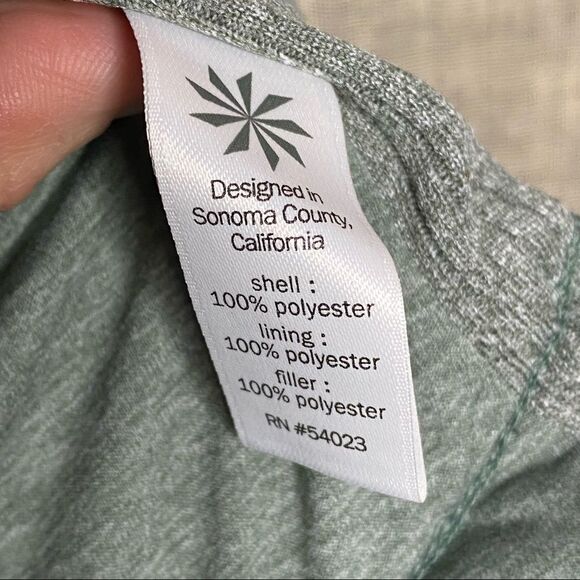 Designed in
Sonoma County,
California
shell :
100% polyester
lining :
100% polyester
filler :
100% polyester
RN #54023